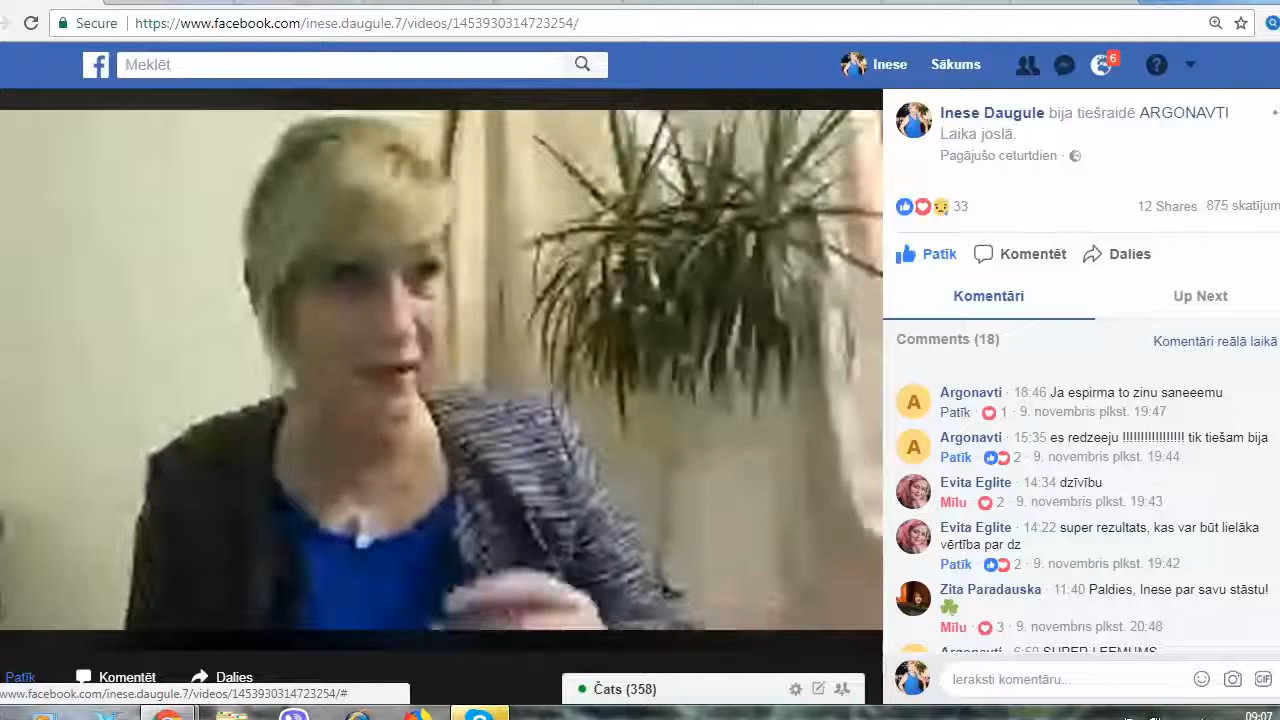 Secure https://www.facebook.com/inese.daugule.7/videos/1453930314723254/
f Meklēt Inese Sākums 6 ?
Inese Daugule bija tiešraidē ARGONAVTI
Laika joslā.
Pagājušo ceturtdien ·
33 12 Shares 875 skatījum
Patīk Komentēt Dalies
Komentāri Up Next
Comments (18) Komentāri reālā laikā
A Argonavti · 18:46 Ja espirma to zinu saneeemu
Patīk · 1 · 9. novembris plkst. 19:47
A Argonavti · 15:35 es redzeeju !!!!!!!!!!!!!!!!! tik tiešam bija
Patīk · 2 · 9. novembris plkst. 19:44
Evita Eglite · 14:34 dzīvību
Mīlu · 2 · 9. novembris plkst. 19:43
Evita Eglite · 14:22 super rezultats, kas var būt lielāka
vērtība par dz
Patīk · 2 · 9. novembris plkst. 19:42
Zita Paradauska · 11:40 Paldies, Inese par savu stāstu!
Mīlu · 3 · 9. novembris plkst. 20:48
Argonavti · 6:59 SUPER LEEMUMS
Ieraksti komentāru... GIF
Patīk Komentēt Dalies
www.facebook.com/inese.daugule.7/videos/1453930314723254/#
Čats (358)
09:07